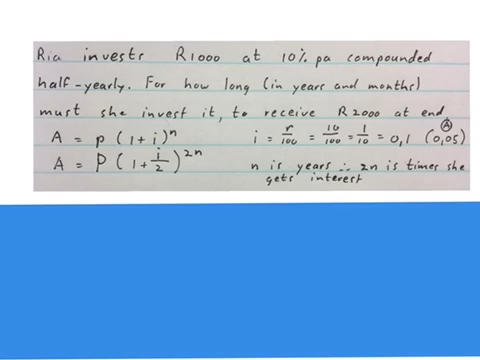 Ria invests R1000 at 10% pa compounded
half-yearly. For how long (in years and months)
must she invest it, to receive R2000 at end.
A = p (1 + i)ⁿ   i = r/100 = 10/100 = 1/10 = 0,1 (0,05) Ⓐ
A = P (1 + i/2)²ⁿ   n is years ∴ 2n is times she
gets interest